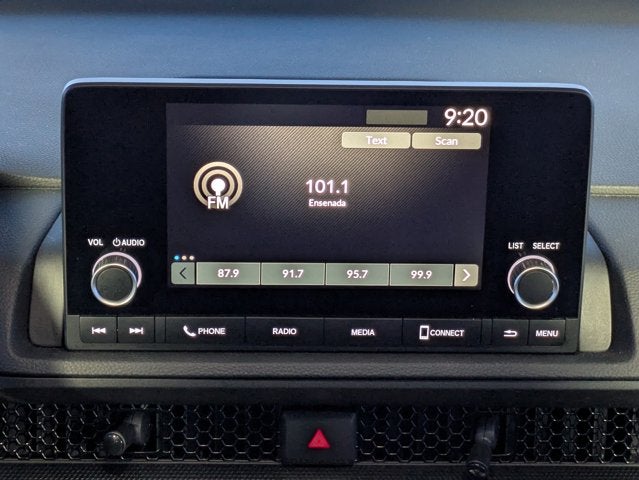 9:20
Text Scan
FM
101.1
Ensenada
VOL AUDIO
LIST SELECT
87.9 91.7 95.7 99.9
PHONE RADIO MEDIA CONNECT MENU